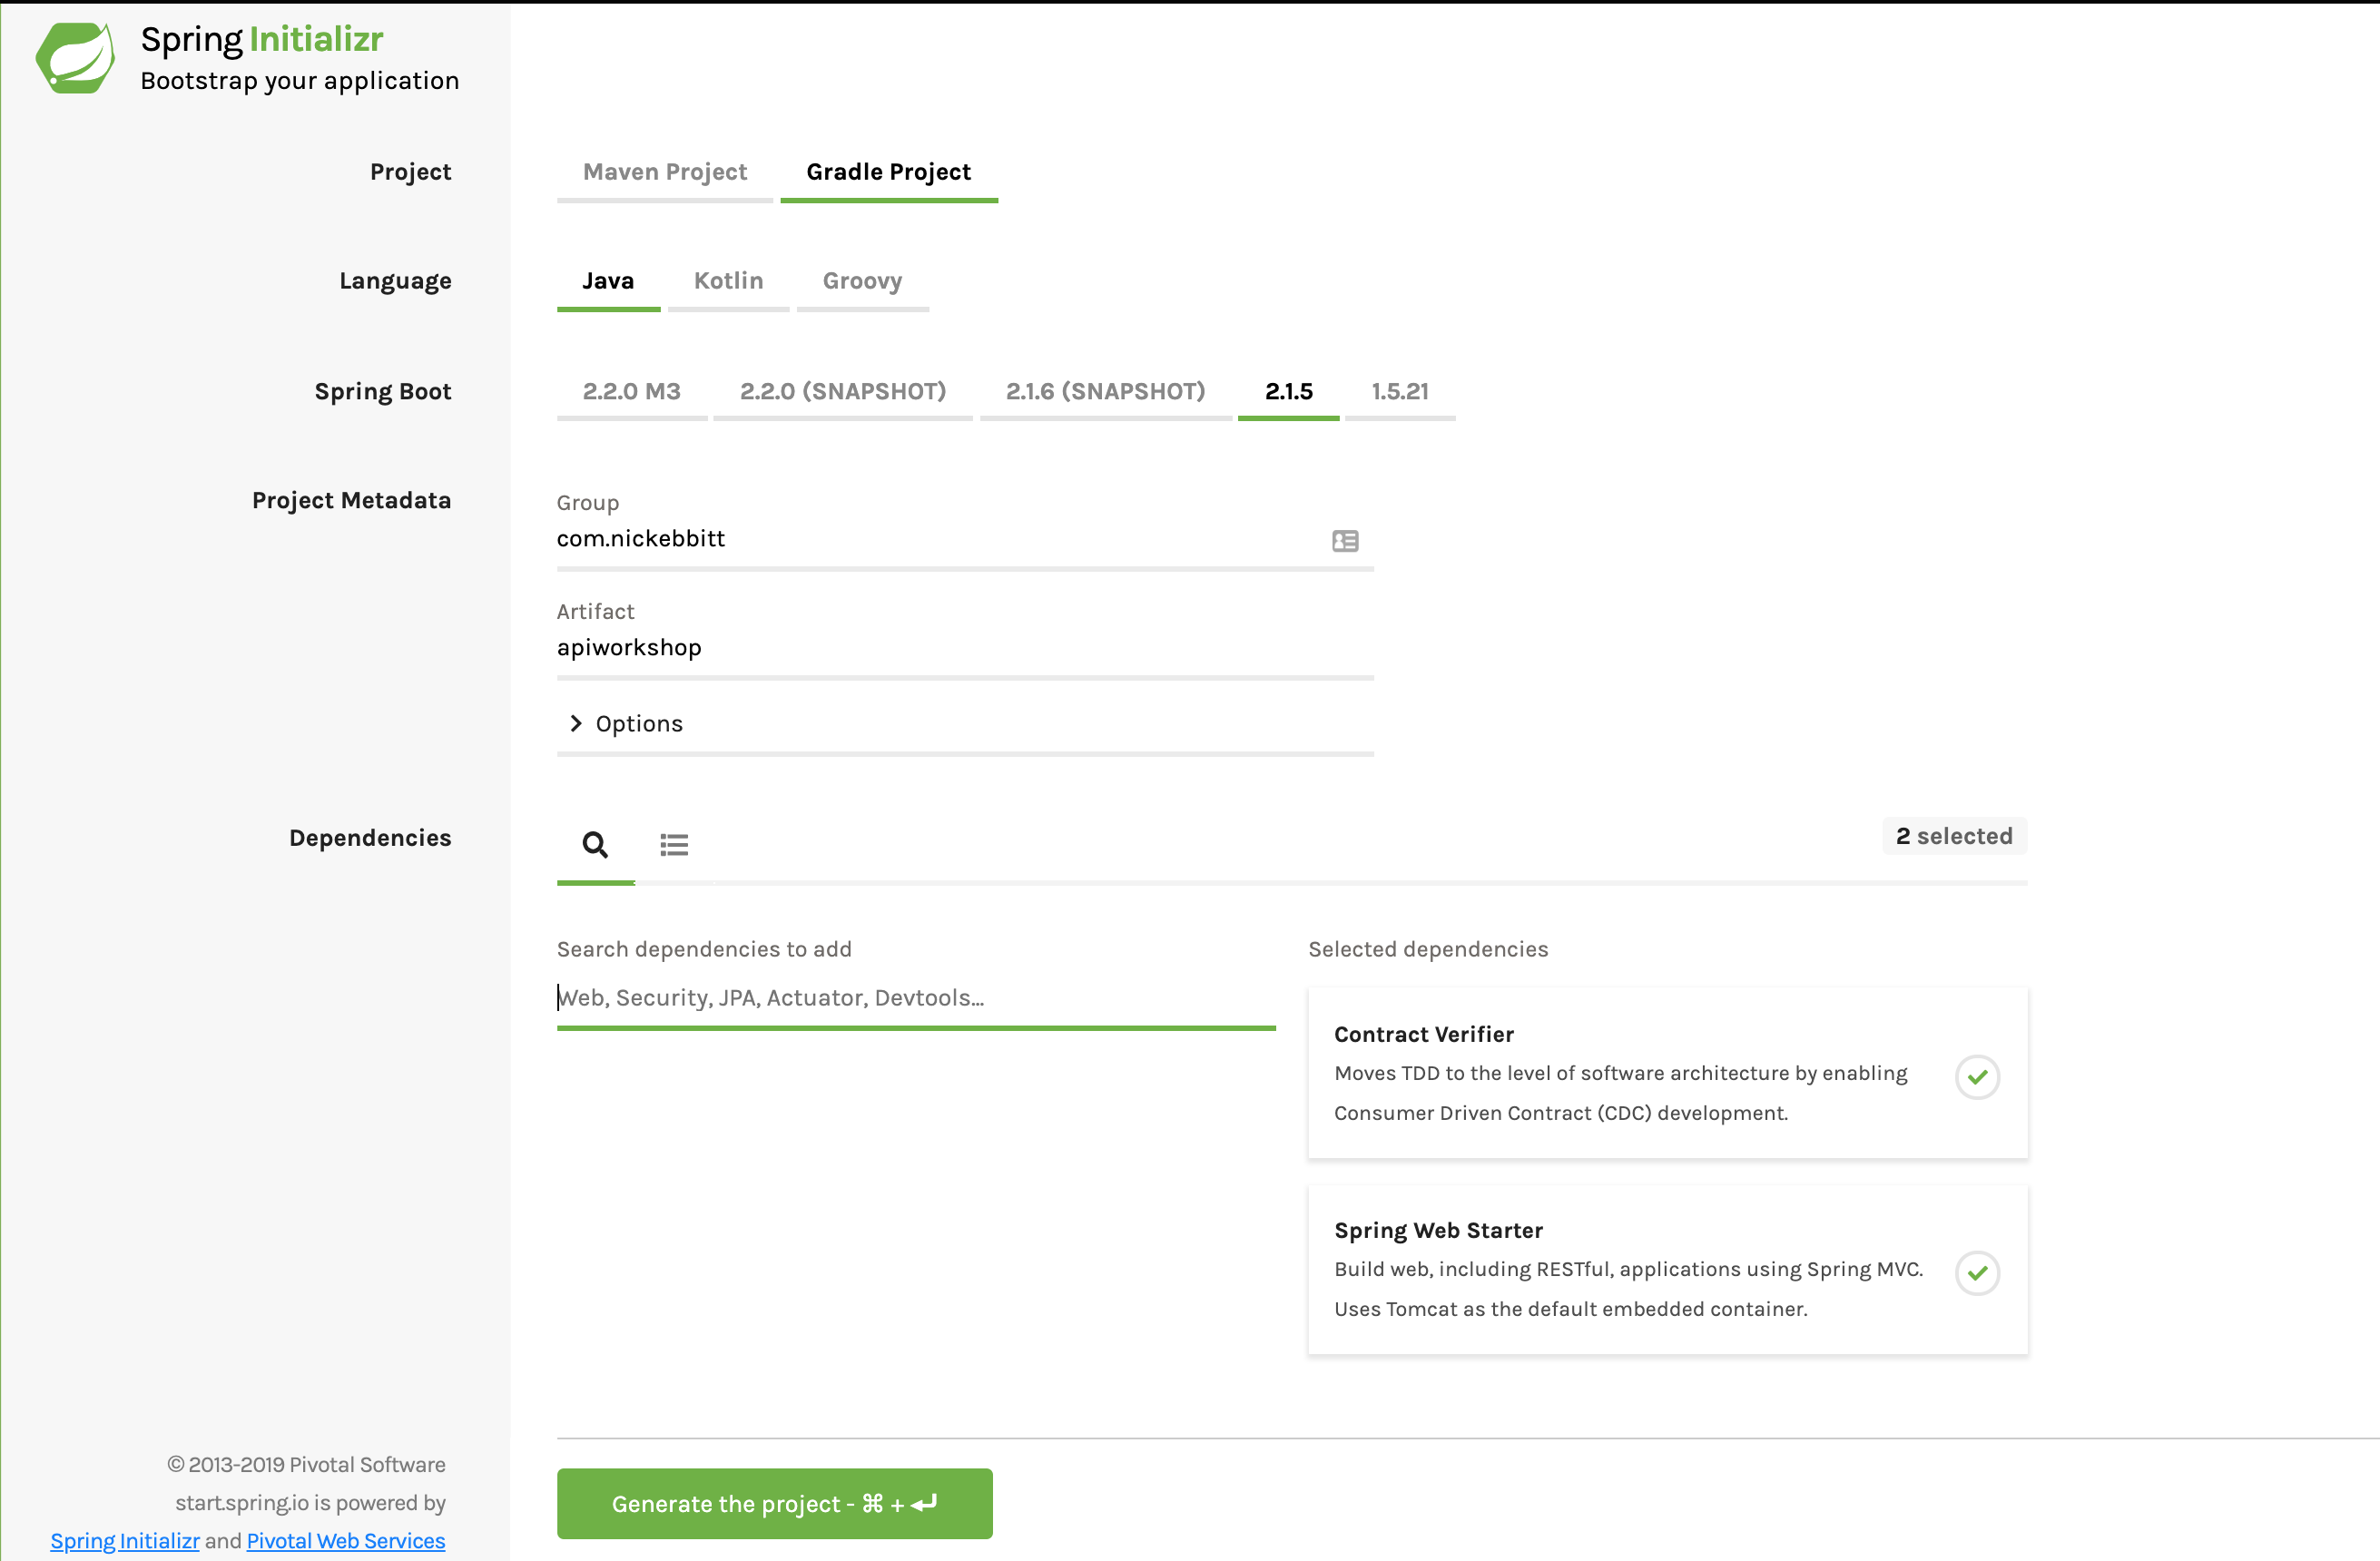 Spring Initializr
Bootstrap your application
Project
Maven Project Gradle Project
Language
Java Kotlin Groovy
Spring Boot
2.2.0 M3 2.2.0 (SNAPSHOT) 2.1.6 (SNAPSHOT) 2.1.5 1.5.21
Project Metadata
Group
com.nickebbitt
Artifact
apiworkshop
Options
Dependencies
2 selected
Search dependencies to add
Web, Security, JPA, Actuator, Devtools...
Selected dependencies
Contract Verifier
Moves TDD to the level of software architecture by enabling
Consumer Driven Contract (CDC) development.
Spring Web Starter
Build web, including RESTful, applications using Spring MVC.
Uses Tomcat as the default embedded container.
© 2013-2019 Pivotal Software
start.spring.io is powered by
Spring Initializr and Pivotal Web Services
Generate the project - ⌘ + ↵